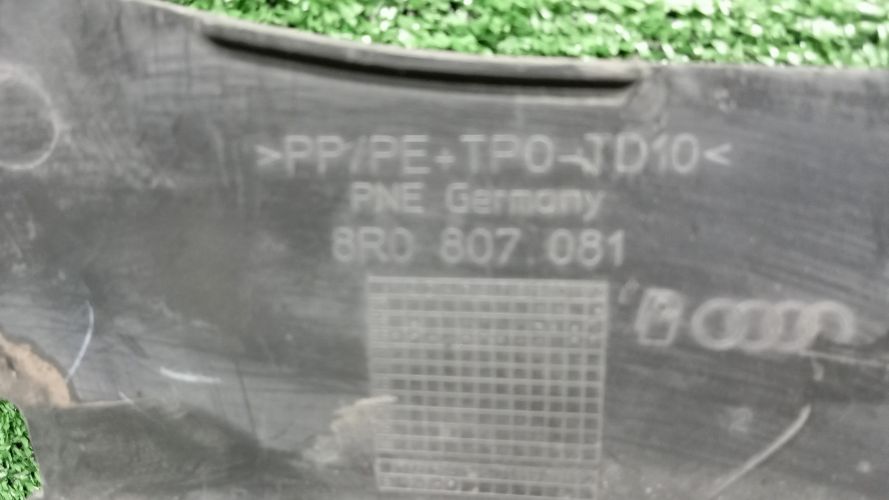 >PP/PE+TPO-TD10<
PNE Germany
8R0 807 081